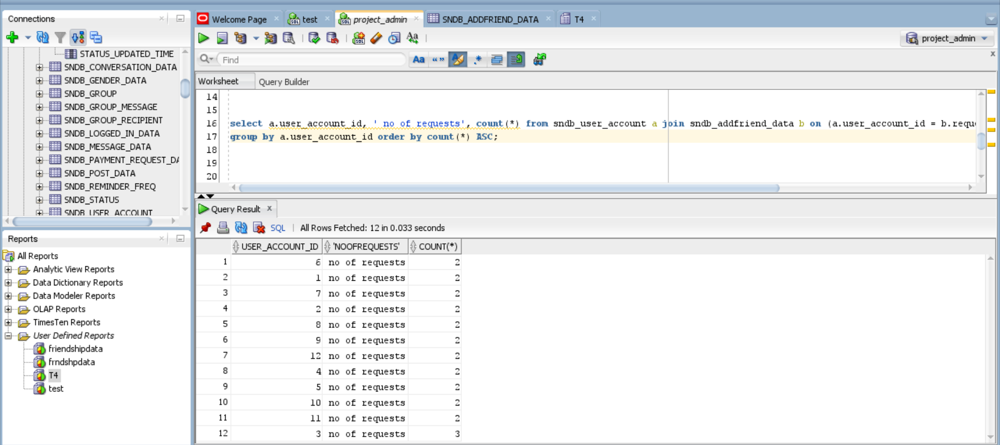 Connections
STATUS_UPDATED_TIME
SNDB_CONVERSATION_DATA
SNDB_GENDER_DATA
SNDB_GROUP
SNDB_GROUP_MESSAGE
SNDB_GROUP_RECIPIENT
SNDB_LOGGED_IN_DATA
SNDB_MESSAGE_DATA
SNDB_PAYMENT_REQUEST_DA
SNDB_POST_DATA
SNDB_REMINDER_FREQ
SNDB_STATUS
SNDB_USER_ACCOUNT
Reports
All Reports
Analytic View Reports
Data Dictionary Reports
Data Modeler Reports
OLAP Reports
TimesTen Reports
User Defined Reports
friendshipdata
frndshpdata
T4
test
Welcome Page test project_admin SNDB_ADDFRIEND_DATA T4
project_admin
Find Aa “ ” .*
Worksheet Query Builder
14
15
16 select a.user_account_id, ' no of requests', count(*) from sndb_user_account a join sndb_addfriend_data b on (a.user_account_id = b.requ
17 group by a.user_account_id order by count(*) ASC;
18
19
20
Query Result
SQL All Rows Fetched: 12 in 0.033 seconds
USER_ACCOUNT_ID 'NOOFREQUESTS' COUNT(*)
1 6 no of requests 2
2 1 no of requests 2
3 7 no of requests 2
4 2 no of requests 2
5 8 no of requests 2
6 9 no of requests 2
7 12 no of requests 2
8 4 no of requests 2
9 5 no of requests 2
10 10 no of requests 2
11 11 no of requests 2
12 3 no of requests 3